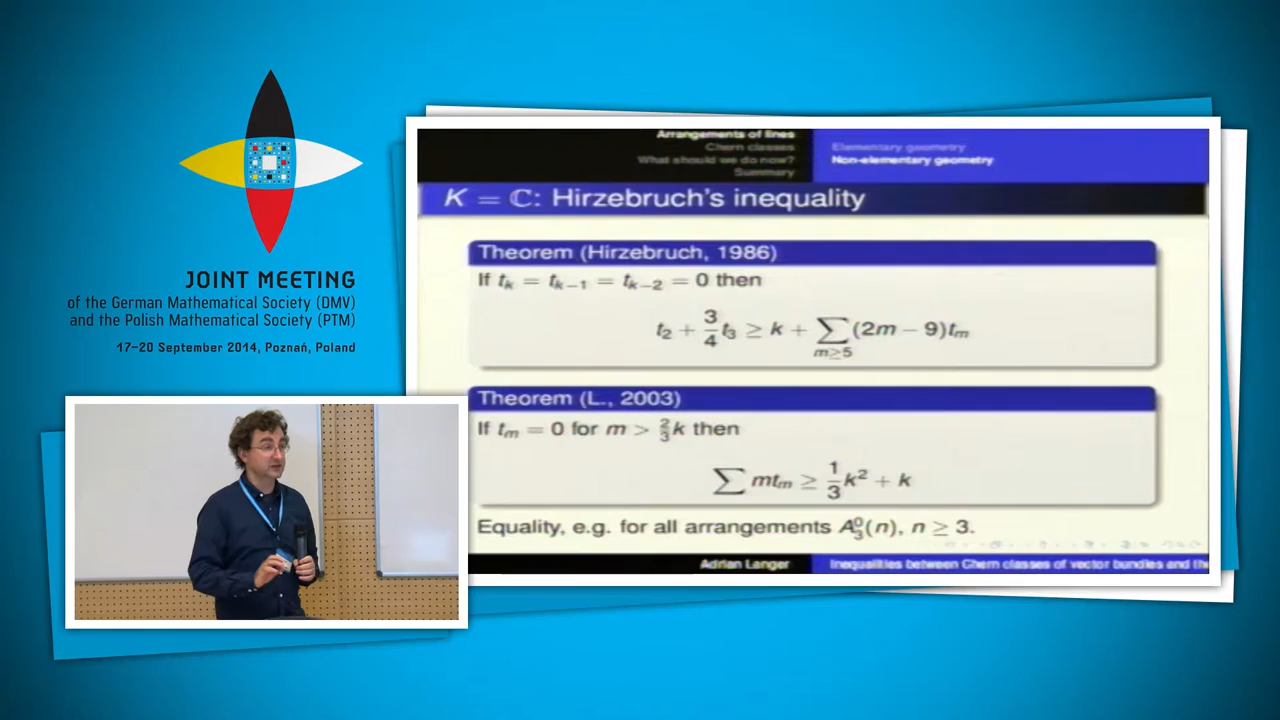 JOINT MEETING
of the German Mathematical Society (DMV)
and the Polish Mathematical Society (PTM)
17-20 September 2014, Poznań, Poland
Arrangements of lines
Chern classes
What should we do now?
Summary
Elementary geometry
Non-elementary geometry
K = ℂ: Hirzebruch's inequality
Theorem (Hirzebruch, 1986)
If t_k = t_{k−1} = t_{k−2} = 0 then
t_2 + 3/4 t_3 ≥ k + ∑_{m≥5} (2m − 9)t_m
Theorem (L., 2003)
If t_m = 0 for m > 2/3 k then
∑ mt_m ≥ 1/3 k² + k
Equality, e.g. for all arrangements A_3^0(n), n ≥ 3.
Adrian Langer
Inequalities between Chern classes of vector bundles and th